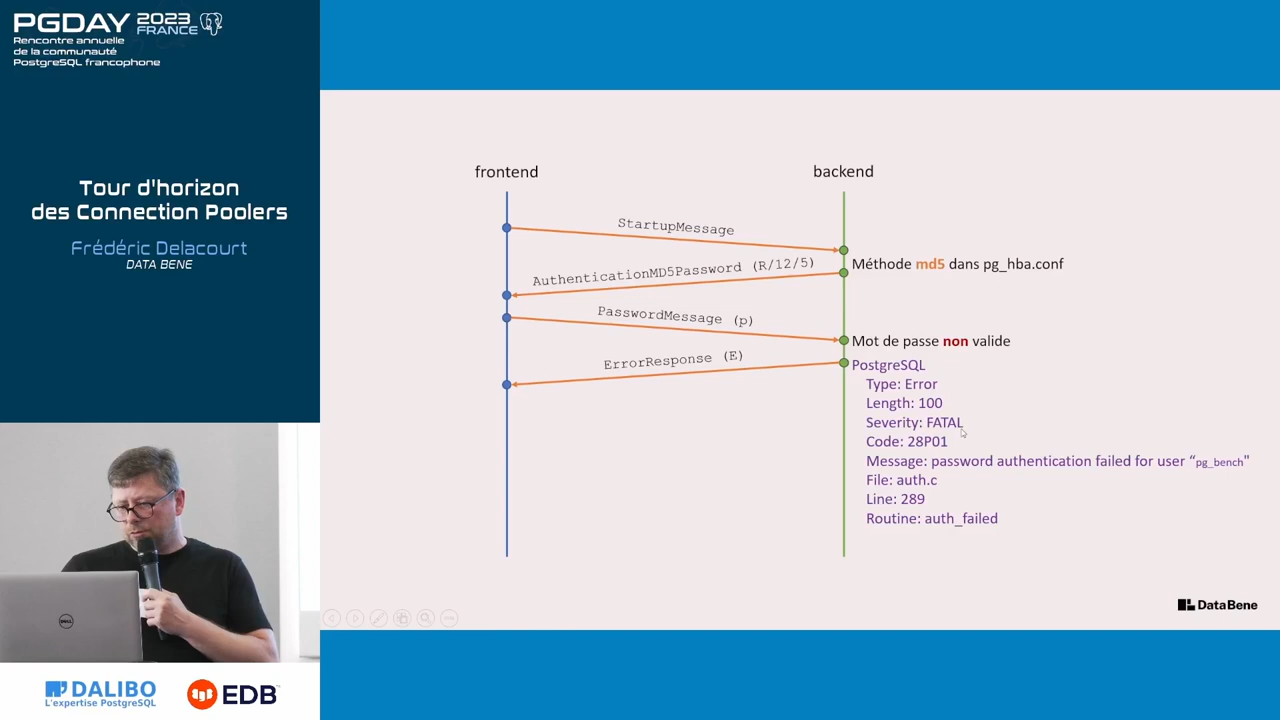 PGDAY 2023 FRANCE
Rencontre annuelle
de la communauté
PostgreSQL francophone
Tour d'horizon
des Connection Poolers
Frédéric Delacourt
DATA BENE
frontend
backend
StartupMessage
Méthode md5 dans pg_hba.conf
AuthenticationMD5Password (R/12/5)
PasswordMessage (p)
Mot de passe non valide
ErrorResponse (E)
PostgreSQL
Type: Error
Length: 100
Severity: FATAL
Code: 28P01
Message: password authentication failed for user “pg_bench"
File: auth.c
Line: 289
Routine: auth_failed
Data Bene
DELL
DALIBO
L'expertise PostgreSQL
EDB